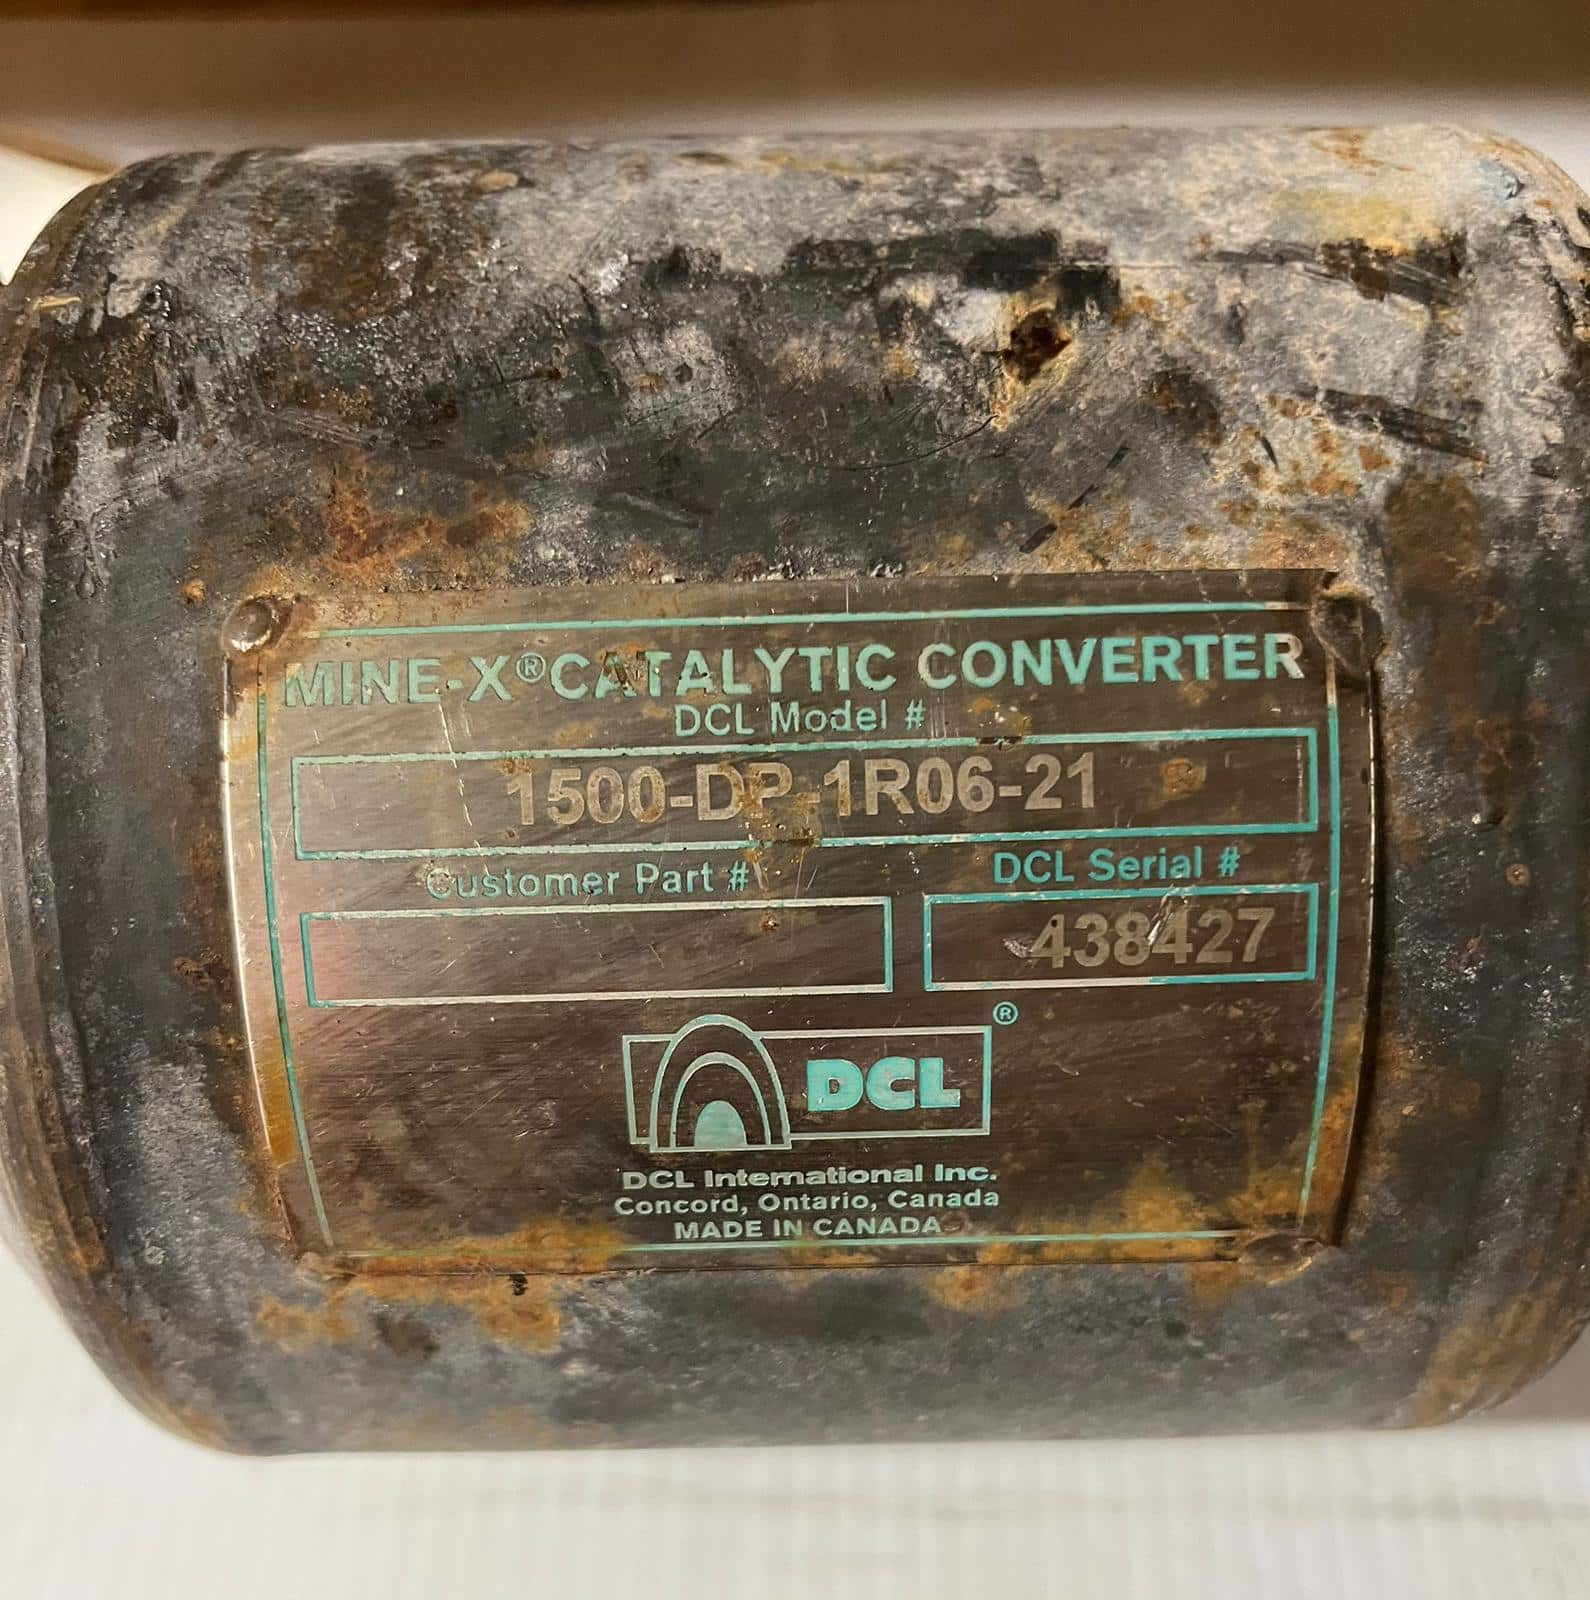 MINE-X® CATALYTIC CONVERTER
DCL Model #
1500-DP-1R06-21
Customer Part # DCL Serial #
438427
DCL ®
DCL International Inc.
Concord, Ontario, Canada
MADE IN CANADA